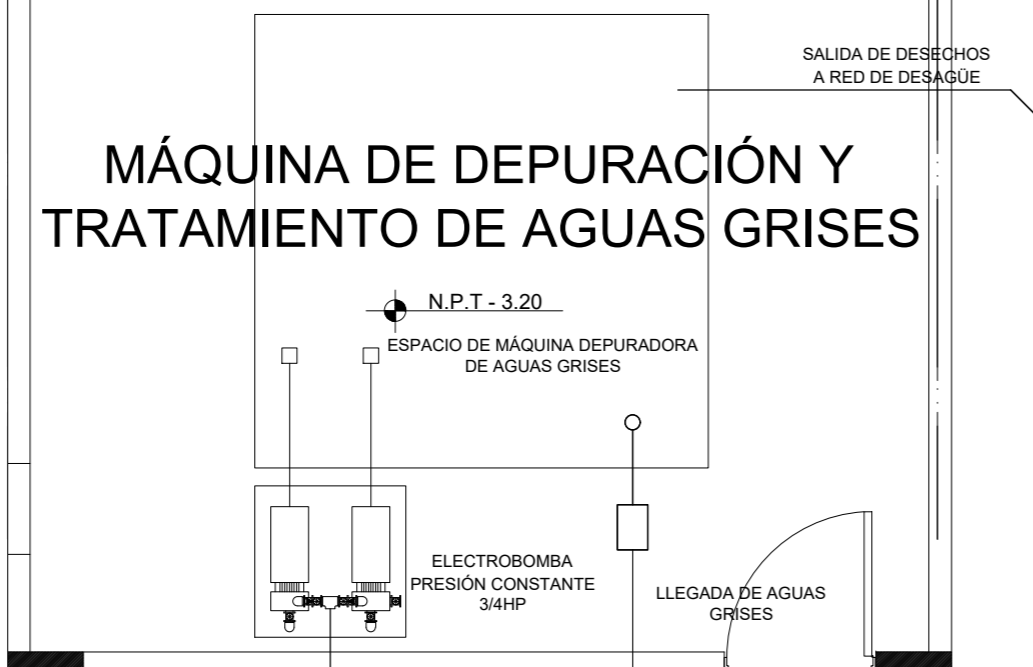 SALIDA DE DESECHOS
A RED DE DESAGÜE
MÁQUINA DE DEPURACIÓN Y
TRATAMIENTO DE AGUAS GRISES
N.P.T - 3.20
ESPACIO DE MÁQUINA DEPURADORA
DE AGUAS GRISES
ELECTROBOMBA
PRESIÓN CONSTANTE
3/4HP
LLEGADA DE AGUAS
GRISES